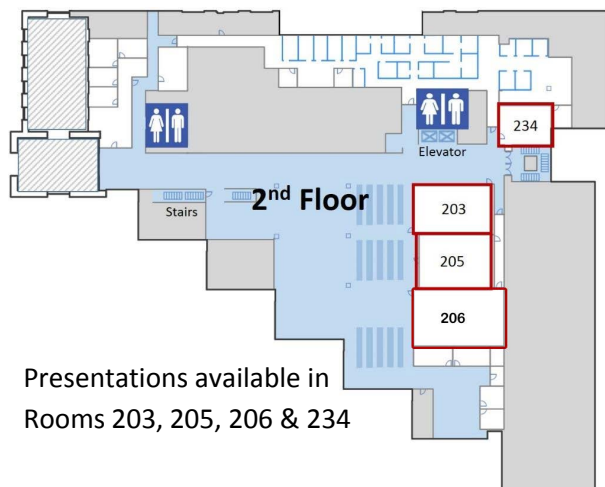 234
Elevator
2nd Floor
203
Stairs
205
206
Presentations available in
Rooms 203, 205, 206 & 234